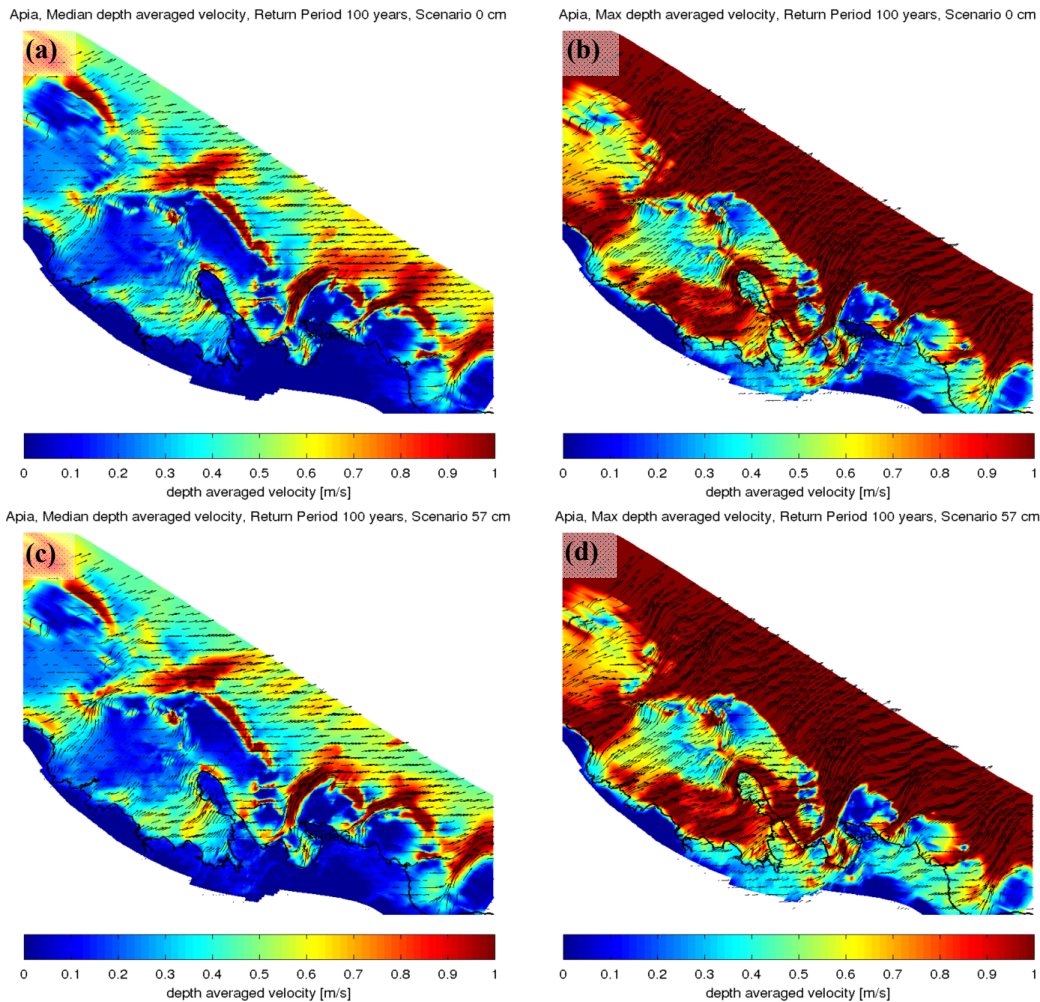 Apia, Median depth averaged velocity, Return Period 100 years, Scenario 0 cm
(a)
0 0.1 0.2 0.3 0.4 0.5 0.6 0.7 0.8 0.9 1
depth averaged velocity [m/s]
Apia, Max depth averaged velocity, Return Period 100 years, Scenario 0 cm
(b)
0 0.1 0.2 0.3 0.4 0.5 0.6 0.7 0.8 0.9 1
depth averaged velocity [m/s]
Apia, Median depth averaged velocity, Return Period 100 years, Scenario 57 cm
(c)
0 0.1 0.2 0.3 0.4 0.5 0.6 0.7 0.8 0.9 1
depth averaged velocity [m/s]
Apia, Max depth averaged velocity, Return Period 100 years, Scenario 57 cm
(d)
0 0.1 0.2 0.3 0.4 0.5 0.6 0.7 0.8 0.9 1
depth averaged velocity [m/s]